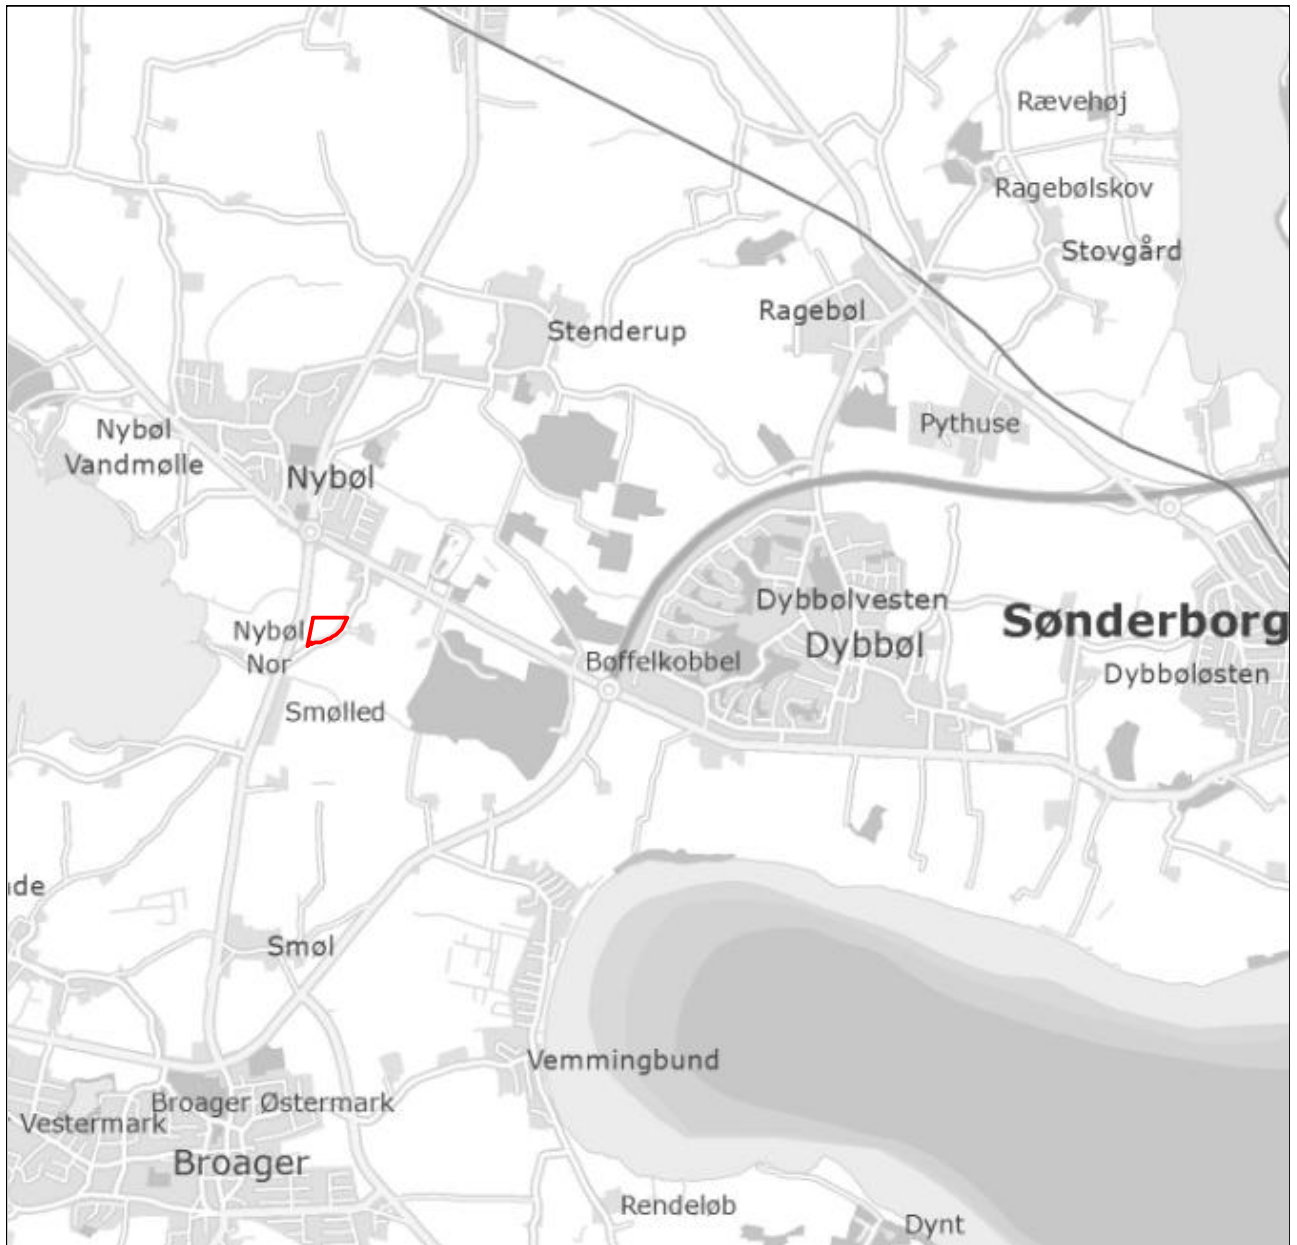 Rævehøj
Ragebølskov
Stovgård
Ragebøl
Stenderup
Pythuse
Nybøl
Vandmølle
Nybøl
Dybbølvesten
Sønderborg
Nybøl
Nor
Dybbøl
Bøffelkobbel
Dybbøløsten
Smølled
de
Smøl
Vemmingbund
Broager Østermark
Vestermark
Broager
Rendeløb
Dynt